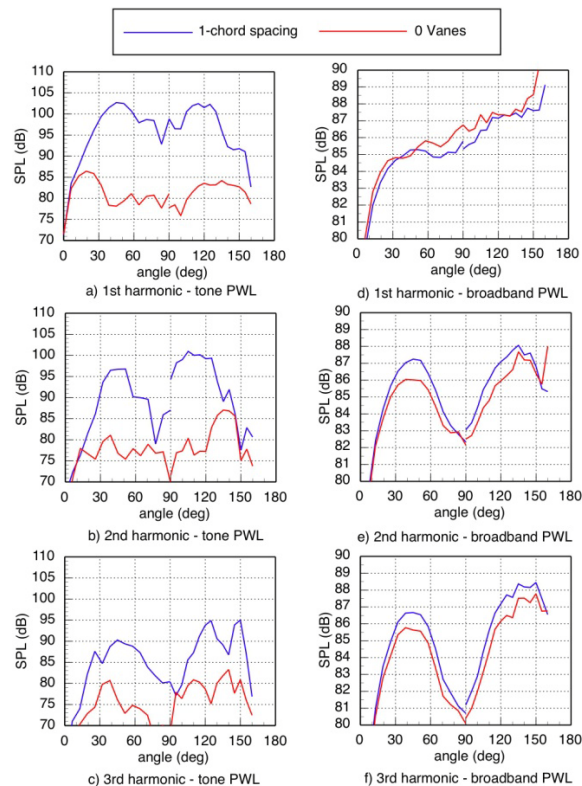 1-chord spacing 0 Vanes
SPL (dB)
110
105
100
95
90
85
80
75
70
0 30 60 90 120 150 180
angle (deg)
a) 1st harmonic - tone PWL
SPL (dB)
90
89
88
87
86
85
84
83
82
81
80
0 30 60 90 120 150 180
angle (deg)
d) 1st harmonic - broadband PWL
SPL (dB)
110
105
100
95
90
85
80
75
70
0 30 60 90 120 150 180
angle (deg)
b) 2nd harmonic - tone PWL
SPL (dB)
90
89
88
87
86
85
84
83
82
81
80
0 30 60 90 120 150 180
angle (deg)
e) 2nd harmonic - broadband PWL
SPL (dB)
110
105
100
95
90
85
80
75
70
0 30 60 90 120 150 180
angle (deg)
c) 3rd harmonic - tone PWL
SPL (dB)
90
89
88
87
86
85
84
83
82
81
80
0 30 60 90 120 150 180
angle (deg)
f) 3rd harmonic - broadband PWL